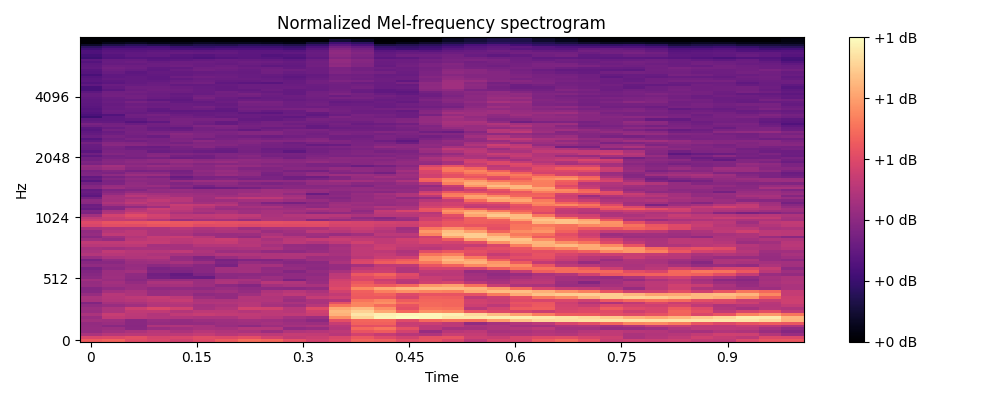 Normalized Mel-frequency spectrogram
Hz
4096
2048
1024
512
0
0 0.15 0.3 0.45 0.6 0.75 0.9
Time
+1 dB
+1 dB
+1 dB
+0 dB
+0 dB
+0 dB